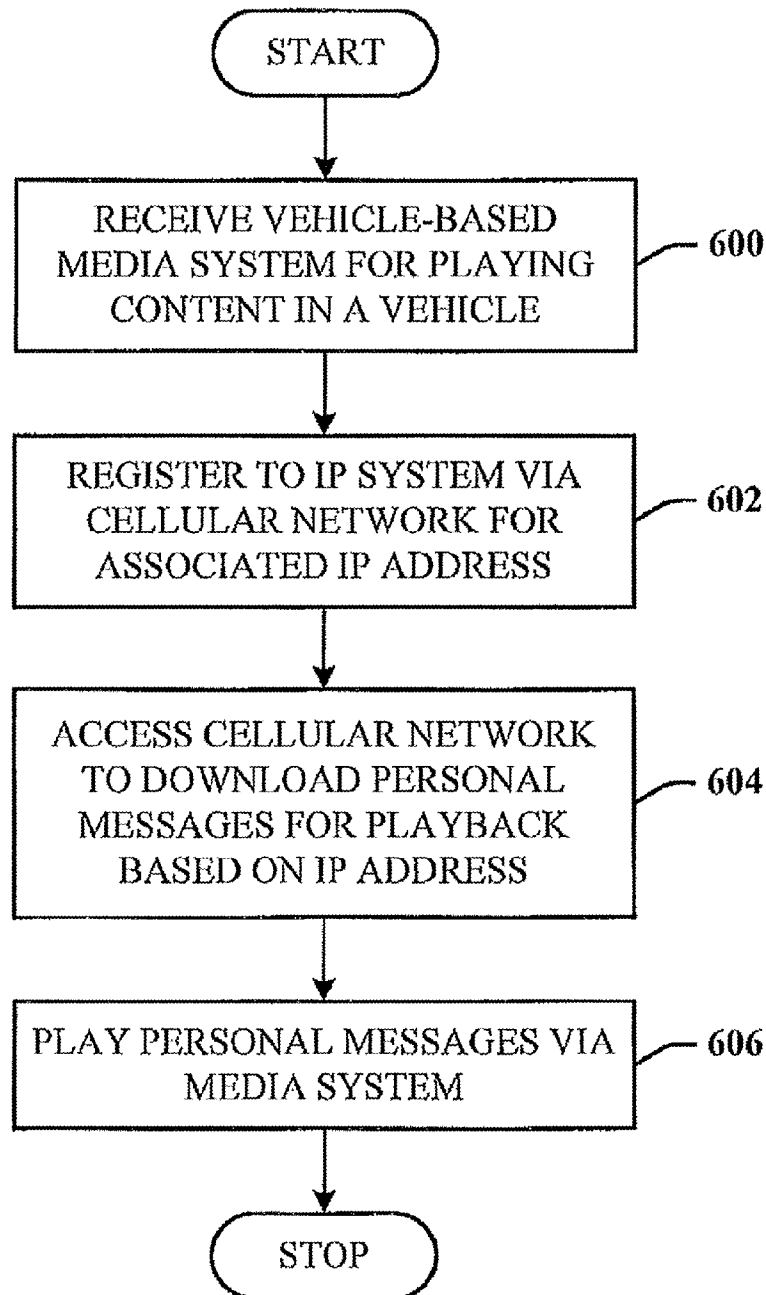 START
RECEIVE VEHICLE-BASED
MEDIA SYSTEM FOR PLAYING
CONTENT IN A VEHICLE
600
REGISTER TO IP SYSTEM VIA
CELLULAR NETWORK FOR
ASSOCIATED IP ADDRESS
602
ACCESS CELLULAR NETWORK
TO DOWNLOAD PERSONAL
MESSAGES FOR PLAYBACK
BASED ON IP ADDRESS
604
PLAY PERSONAL MESSAGES VIA
MEDIA SYSTEM
606
STOP